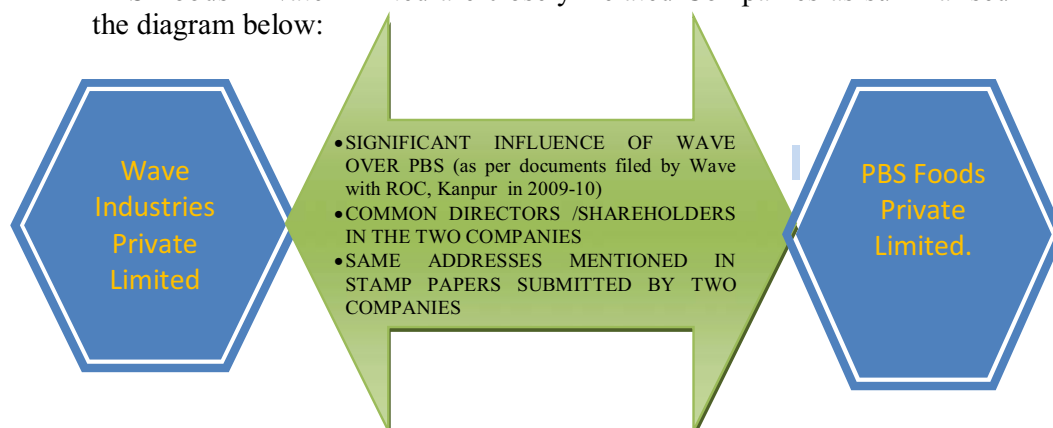 the diagram below:
Wave
Industries
Private
Limited
•SIGNIFICANT INFLUENCE OF WAVE
OVER PBS (as per documents filed by Wave
with ROC, Kanpur in 2009-10)
•COMMON DIRECTORS /SHAREHOLDERS
IN THE TWO COMPANIES
•SAME ADDRESSES MENTIONED IN
STAMP PAPERS SUBMITTED BY TWO
COMPANIES
PBS Foods
Private
Limited.